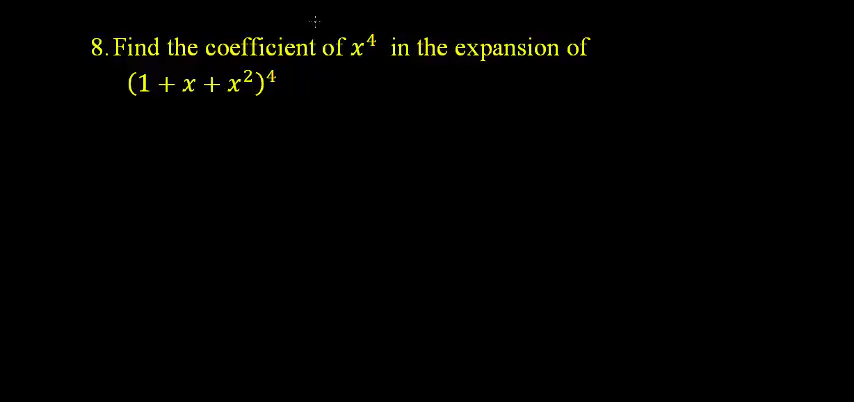 8. Find the coefficient of x⁴ in the expansion of
(1 + x + x²)⁴